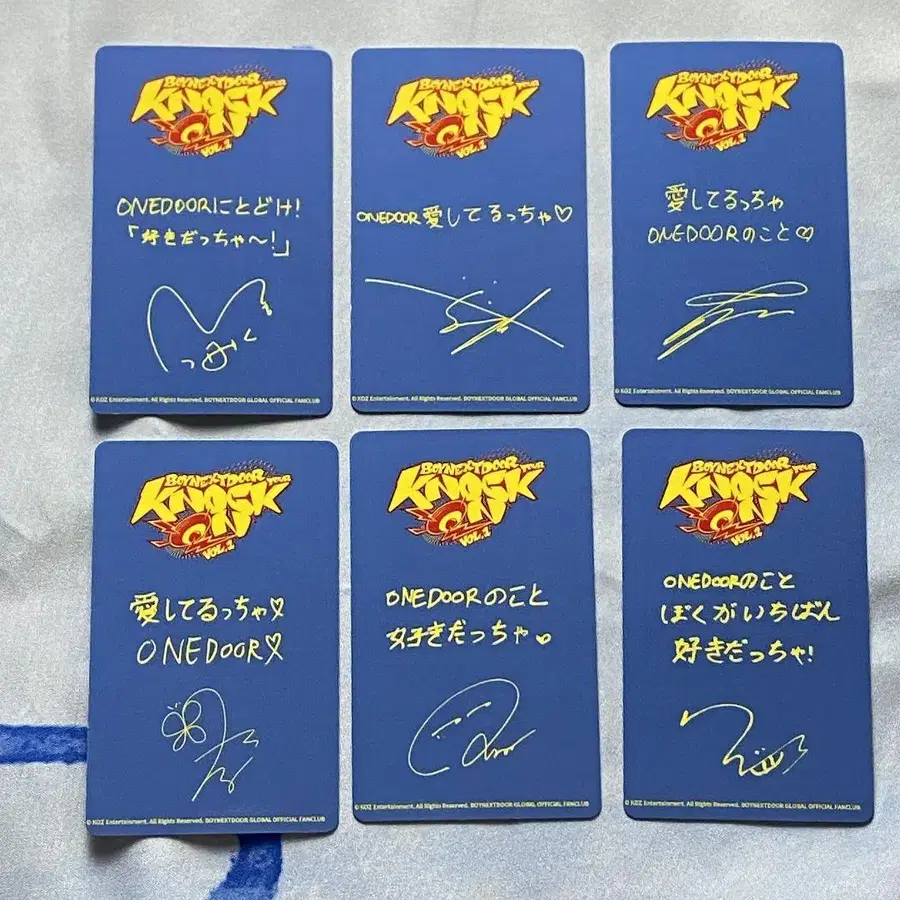 BOYNEXTDOOR TOUR
KNOCK
ON
VOL.1
ONEDOORにとどけ!
「好きだっちゃ〜!」
© KOZ Entertainment. All Rights Reserved. BOYNEXTDOOR GLOBAL OFFICIAL FANCLUB
BOYNEXTDOOR TOUR
KNOCK
ON
VOL.1
ONEDOOR愛してるっちゃ♡
© KOZ Entertainment. All Rights Reserved. BOYNEXTDOOR GLOBAL OFFICIAL FANCLUB
BOYNEXTDOOR TOUR
KNOCK
ON
VOL.1
愛してるっちゃ
ONEDOORのこと♡
© KOZ Entertainment. All Rights Reserved. BOYNEXTDOOR GLOBAL OFFICIAL FANCLUB
BOYNEXTDOOR TOUR
KNOCK
ON
VOL.1
愛してるっちゃ♡
ONEDOOR♡
© KOZ Entertainment. All Rights Reserved. BOYNEXTDOOR GLOBAL OFFICIAL FANCLUB
BOYNEXTDOOR TOUR
KNOCK
ON
VOL.1
ONEDOORのこと
好きだっちゃ♥
© KOZ Entertainment. All Rights Reserved. BOYNEXTDOOR GLOBAL OFFICIAL FANCLUB
BOYNEXTDOOR TOUR
KNOCK
ON
VOL.1
ONEDOORのこと
ぼくがいちばん
好きだっちゃ!
© KOZ Entertainment. All Rights Reserved. BOYNEXTDOOR GLOBAL OFFICIAL FANCLUB